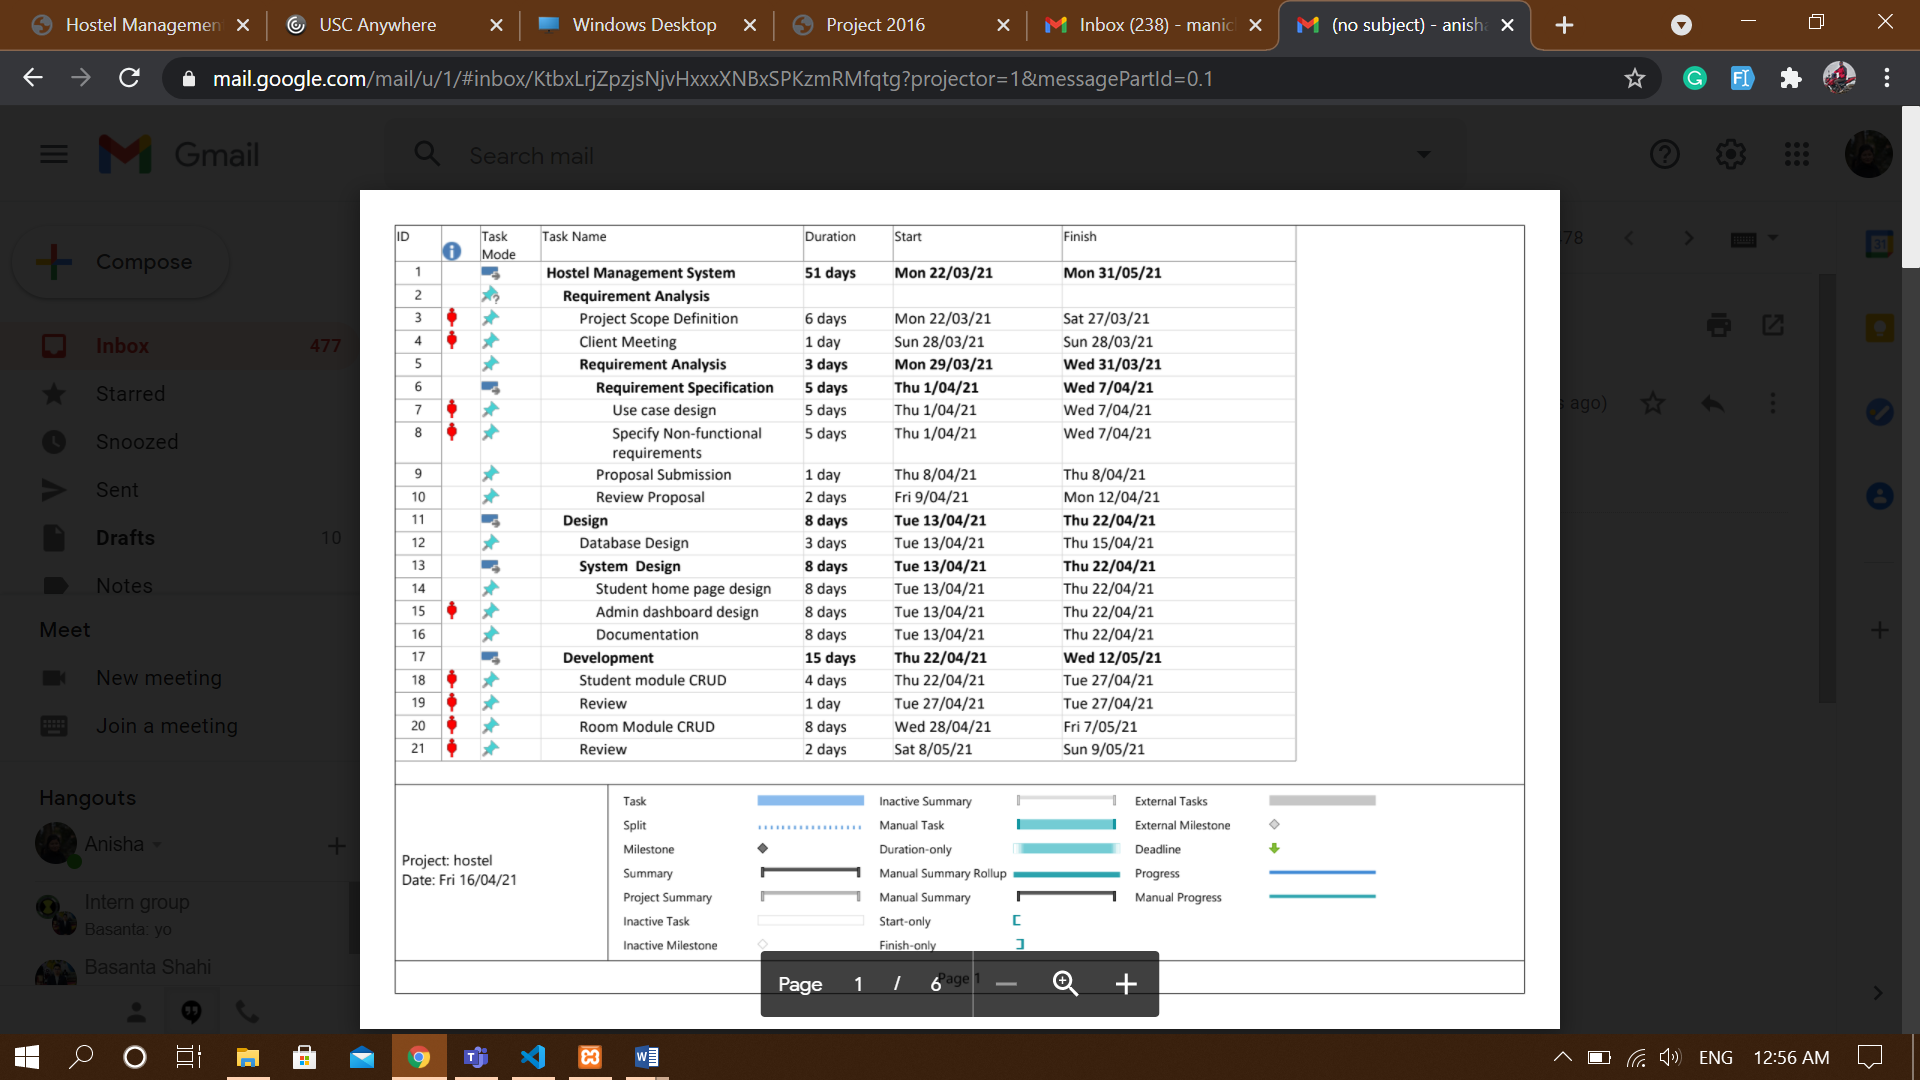 Hostel Managemen
USC Anywhere
Windows Desktop
Project 2016
Inbox (238) - manic
(no subject) - anisha
mail.google.com/mail/u/1/#inbox/KtbxLrjZpzjsNjvHxxxXNBxSPKzmRMfqtg?projector=1&messagePartId=0.1
Gmail
Search mail
Compose
Inbox 477
Starred
Snoozed
Sent
Drafts 10
Notes
Meet
New meeting
Join a meeting
Hangouts
Anisha
Intern group
Basanta: yo
Basanta Shahi
78
s ago)
31
ID Task Mode Task Name Duration Start Finish
1 Hostel Management System 51 days Mon 22/03/21 Mon 31/05/21
2 Requirement Analysis
3 Project Scope Definition 6 days Mon 22/03/21 Sat 27/03/21
4 Client Meeting 1 day Sun 28/03/21 Sun 28/03/21
5 Requirement Analysis 3 days Mon 29/03/21 Wed 31/03/21
6 Requirement Specification 5 days Thu 1/04/21 Wed 7/04/21
7 Use case design 5 days Thu 1/04/21 Wed 7/04/21
8 Specify Non-functional requirements 5 days Thu 1/04/21 Wed 7/04/21
9 Proposal Submission 1 day Thu 8/04/21 Thu 8/04/21
10 Review Proposal 2 days Fri 9/04/21 Mon 12/04/21
11 Design 8 days Tue 13/04/21 Thu 22/04/21
12 Database Design 3 days Tue 13/04/21 Thu 15/04/21
13 System Design 8 days Tue 13/04/21 Thu 22/04/21
14 Student home page design 8 days Tue 13/04/21 Thu 22/04/21
15 Admin dashboard design 8 days Tue 13/04/21 Thu 22/04/21
16 Documentation 8 days Tue 13/04/21 Thu 22/04/21
17 Development 15 days Thu 22/04/21 Wed 12/05/21
18 Student module CRUD 4 days Thu 22/04/21 Tue 27/04/21
19 Review 1 day Tue 27/04/21 Tue 27/04/21
20 Room Module CRUD 8 days Wed 28/04/21 Fri 7/05/21
21 Review 2 days Sat 8/05/21 Sun 9/05/21
Project: hostel
Date: Fri 16/04/21
Task Inactive Summary External Tasks
Split Manual Task External Milestone
Milestone Duration-only Deadline
Summary Manual Summary Rollup Progress
Project Summary Manual Summary Manual Progress
Inactive Task Start-only
Inactive Milestone Finish-only
Page 1
Page 1 / 6
ENG 12:56 AM